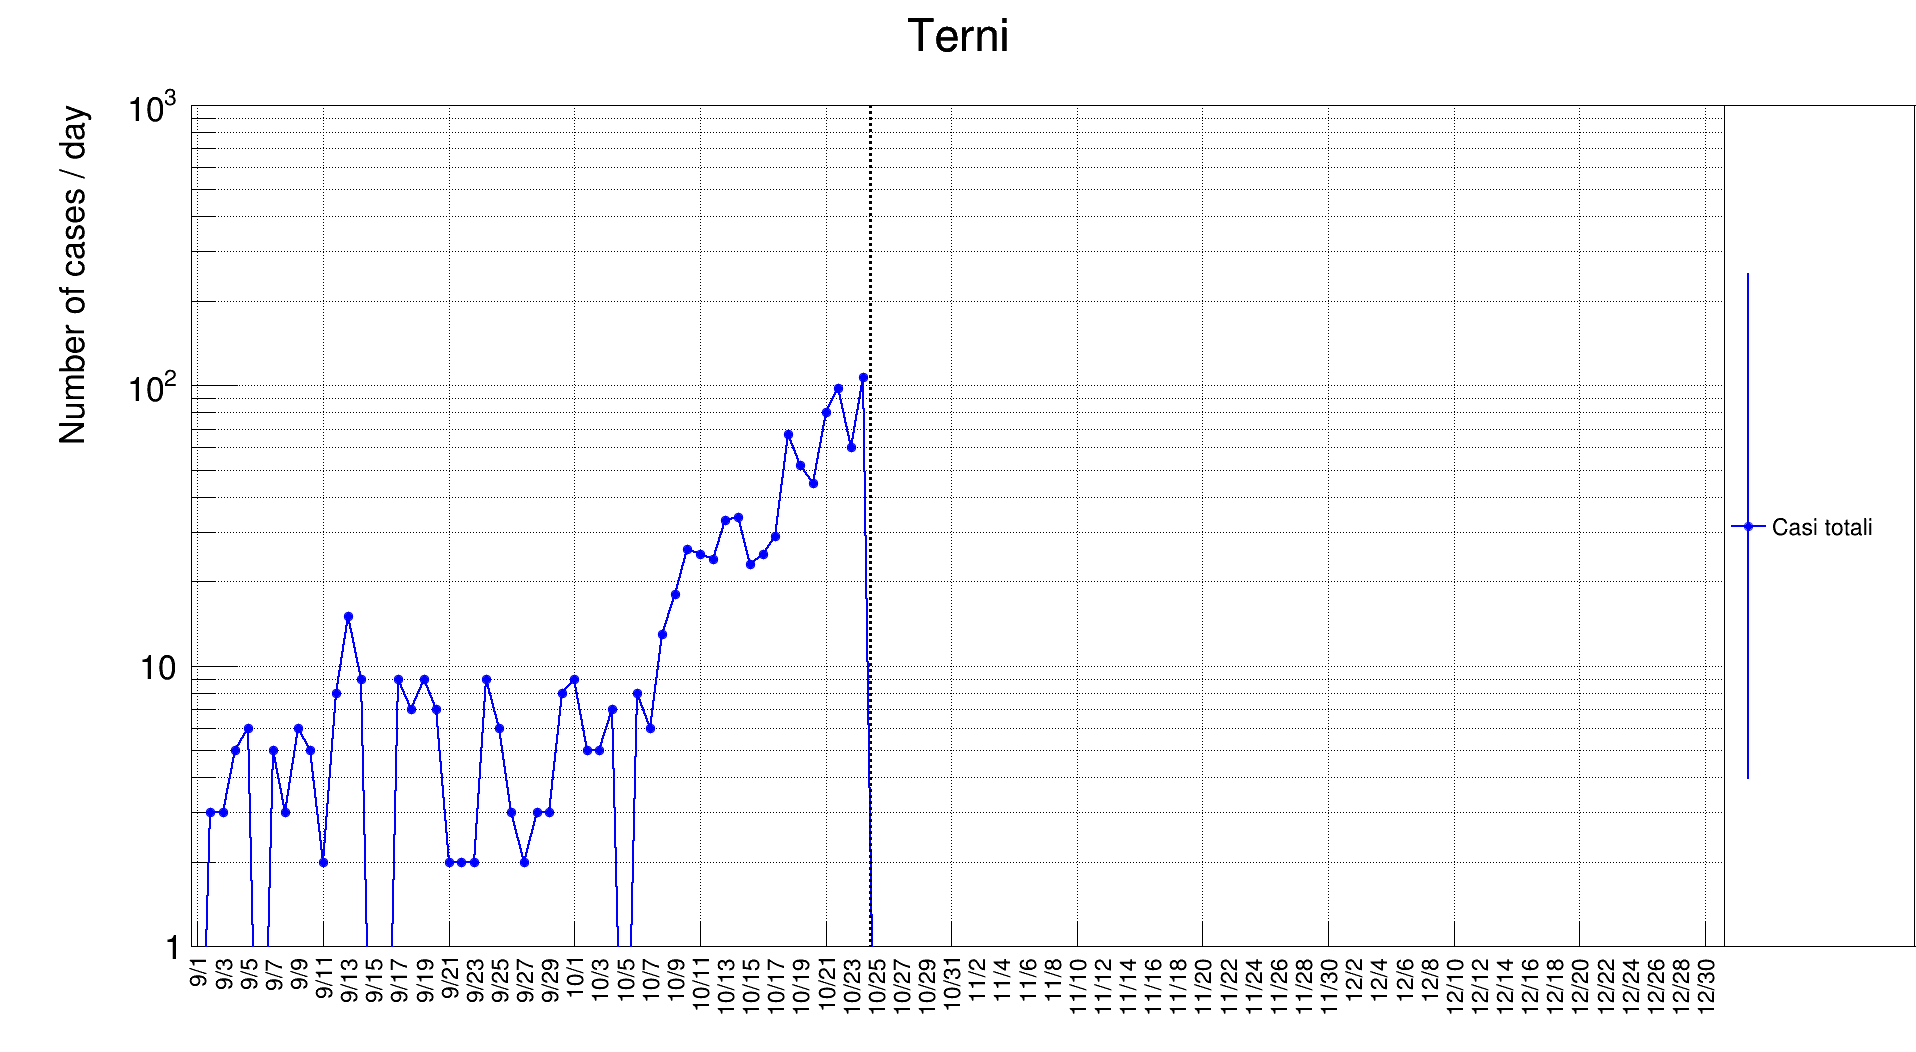 Terni
Number of cases / day
10³
10²
10
1
9/1 9/3 9/5 9/7 9/9 9/11 9/13 9/15 9/17 9/19 9/21 9/23 9/25 9/27 9/29 10/1 10/3 10/5 10/7 10/9 10/11 10/13 10/15 10/17 10/19 10/21 10/23 10/25 10/27 10/29 10/31 11/2 11/4 11/6 11/8 11/10 11/12 11/14 11/16 11/18 11/20 11/22 11/24 11/26 11/28 11/30 12/2 12/4 12/6 12/8 12/10 12/12 12/14 12/16 12/18 12/20 12/22 12/24 12/26 12/28 12/30
Casi totali